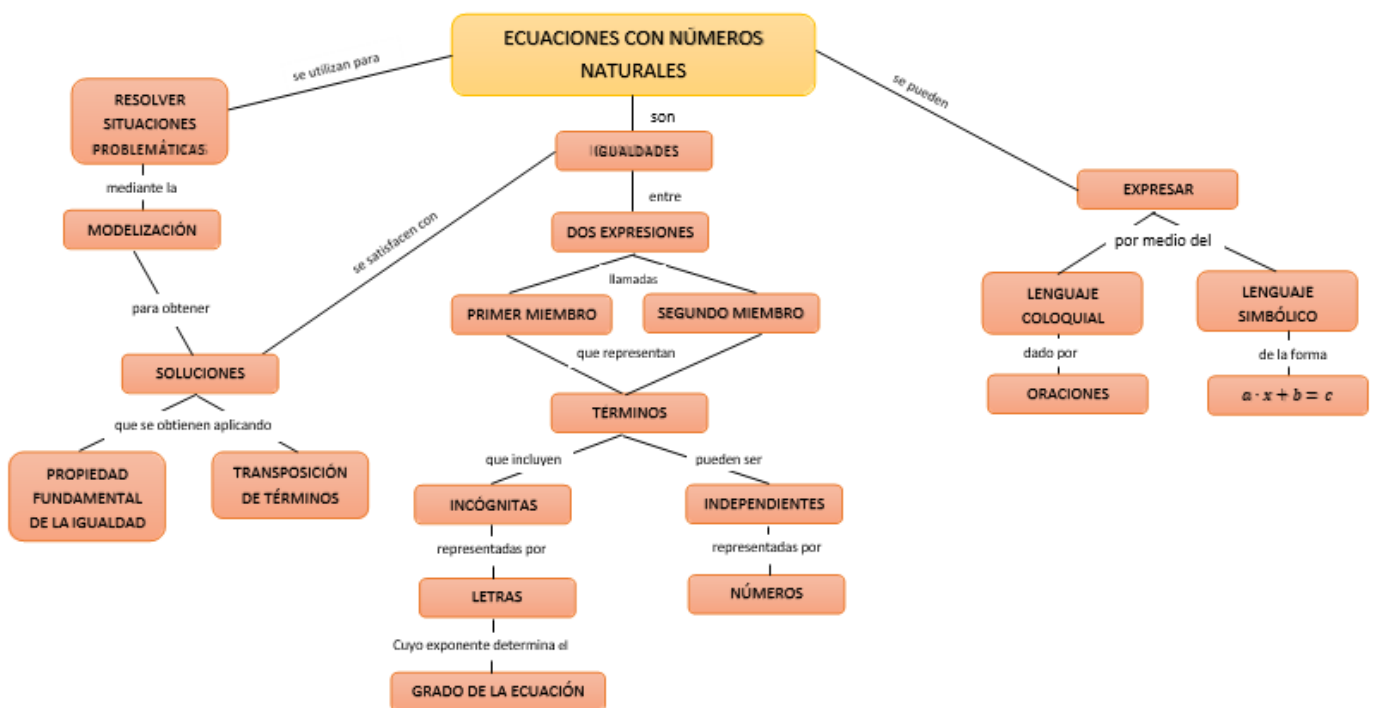 ECUACIONES CON NÚMEROS
NATURALES
se utilizan para
RESOLVER
SITUACIONES
PROBLEMÁTICAS
mediante la
MODELIZACIÓN
para obtener
SOLUCIONES
que se obtienen aplicando
PROPIEDAD
FUNDAMENTAL
DE LA IGUALDAD
TRANSPOSICIÓN
DE TÉRMINOS
son
IGUALDADES
se satisfacen con
entre
DOS EXPRESIONES
llamadas
PRIMER MIEMBRO
SEGUNDO MIEMBRO
que representan
TÉRMINOS
que incluyen
INCÓGNITAS
representadas por
LETRAS
Cuyo exponente determina el
GRADO DE LA ECUACIÓN
pueden ser
INDEPENDIENTES
representadas por
NÚMEROS
se pueden
EXPRESAR
por medio del
LENGUAJE
COLOQUIAL
dado por
ORACIONES
LENGUAJE
SIMBÓLICO
de la forma
a · x + b = c